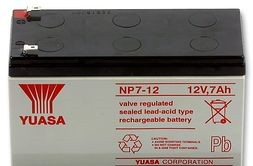 NP7-12 12V,7Ah
valve regulated
sealed lead-acid type
rechargeable battery
YUASA
Pb
YUASA CORPORATION